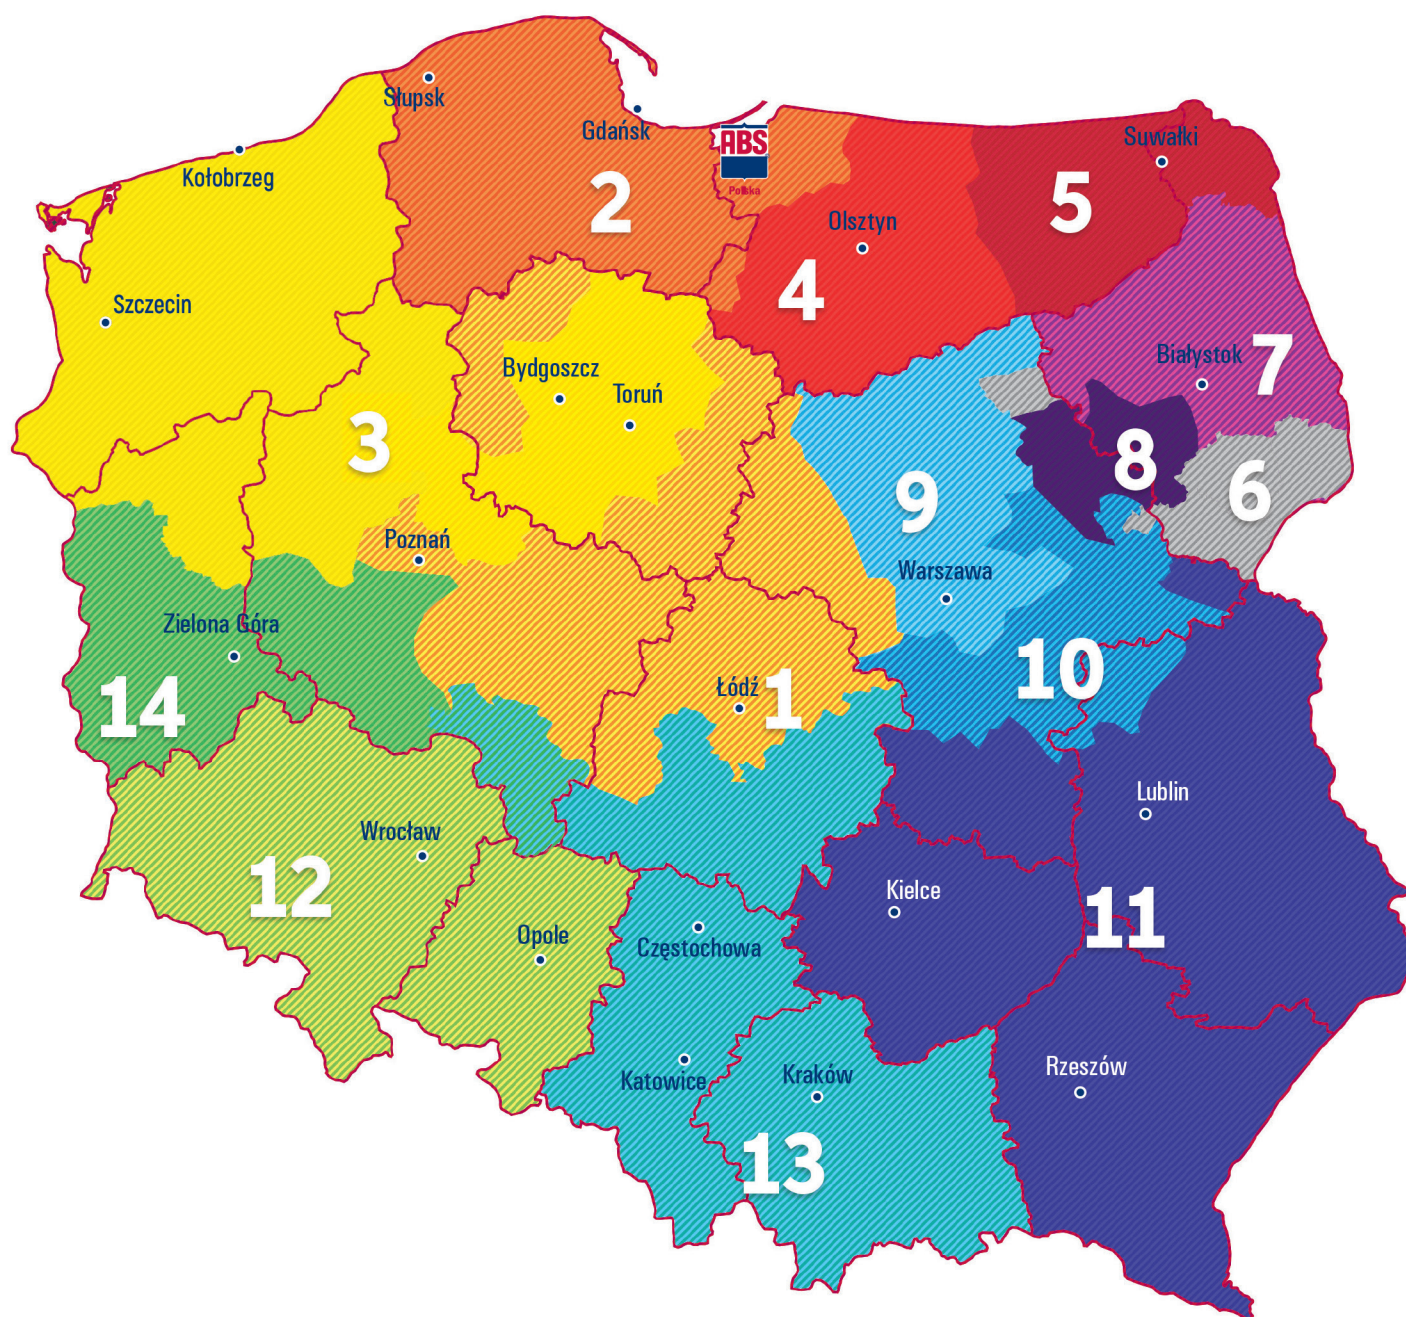 Słupsk
Gdańsk
ABS
Polska
Suwałki
Kołobrzeg
2
5
Olsztyn
4
Szczecin
Bydgoszcz
Toruń
Białystok
7
3
8
9
6
Poznań
Warszawa
Zielona Góra
10
14
Łódź
1
Lublin
Wrocław
12
Kielce
11
Opole
Częstochowa
Katowice
Kraków
Rzeszów
13